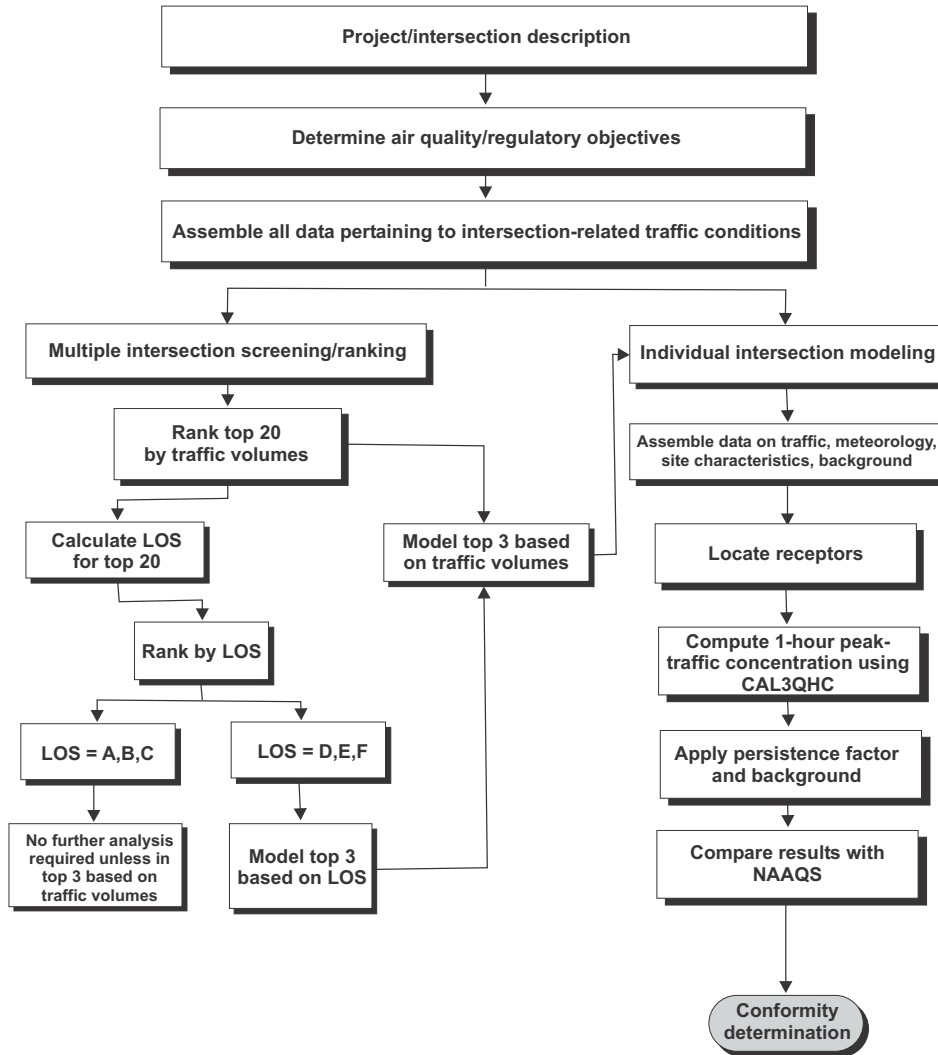 Project/intersection description
Determine air quality/regulatory objectives
Assemble all data pertaining to intersection-related traffic conditions
Multiple intersection screening/ranking
Rank top 20
by traffic volumes
Calculate LOS
for top 20
Rank by LOS
LOS = A,B,C
LOS = D,E,F
No further analysis
required unless in
top 3 based on
traffic volumes
Model top 3
based on LOS
Model top 3 based
on traffic volumes
Individual intersection modeling
Assemble data on traffic, meteorology,
site characteristics, background
Locate receptors
Compute 1-hour peak-
traffic concentration using
CAL3QHC
Apply persistence factor
and background
Compare results with
NAAQS
Conformity
determination